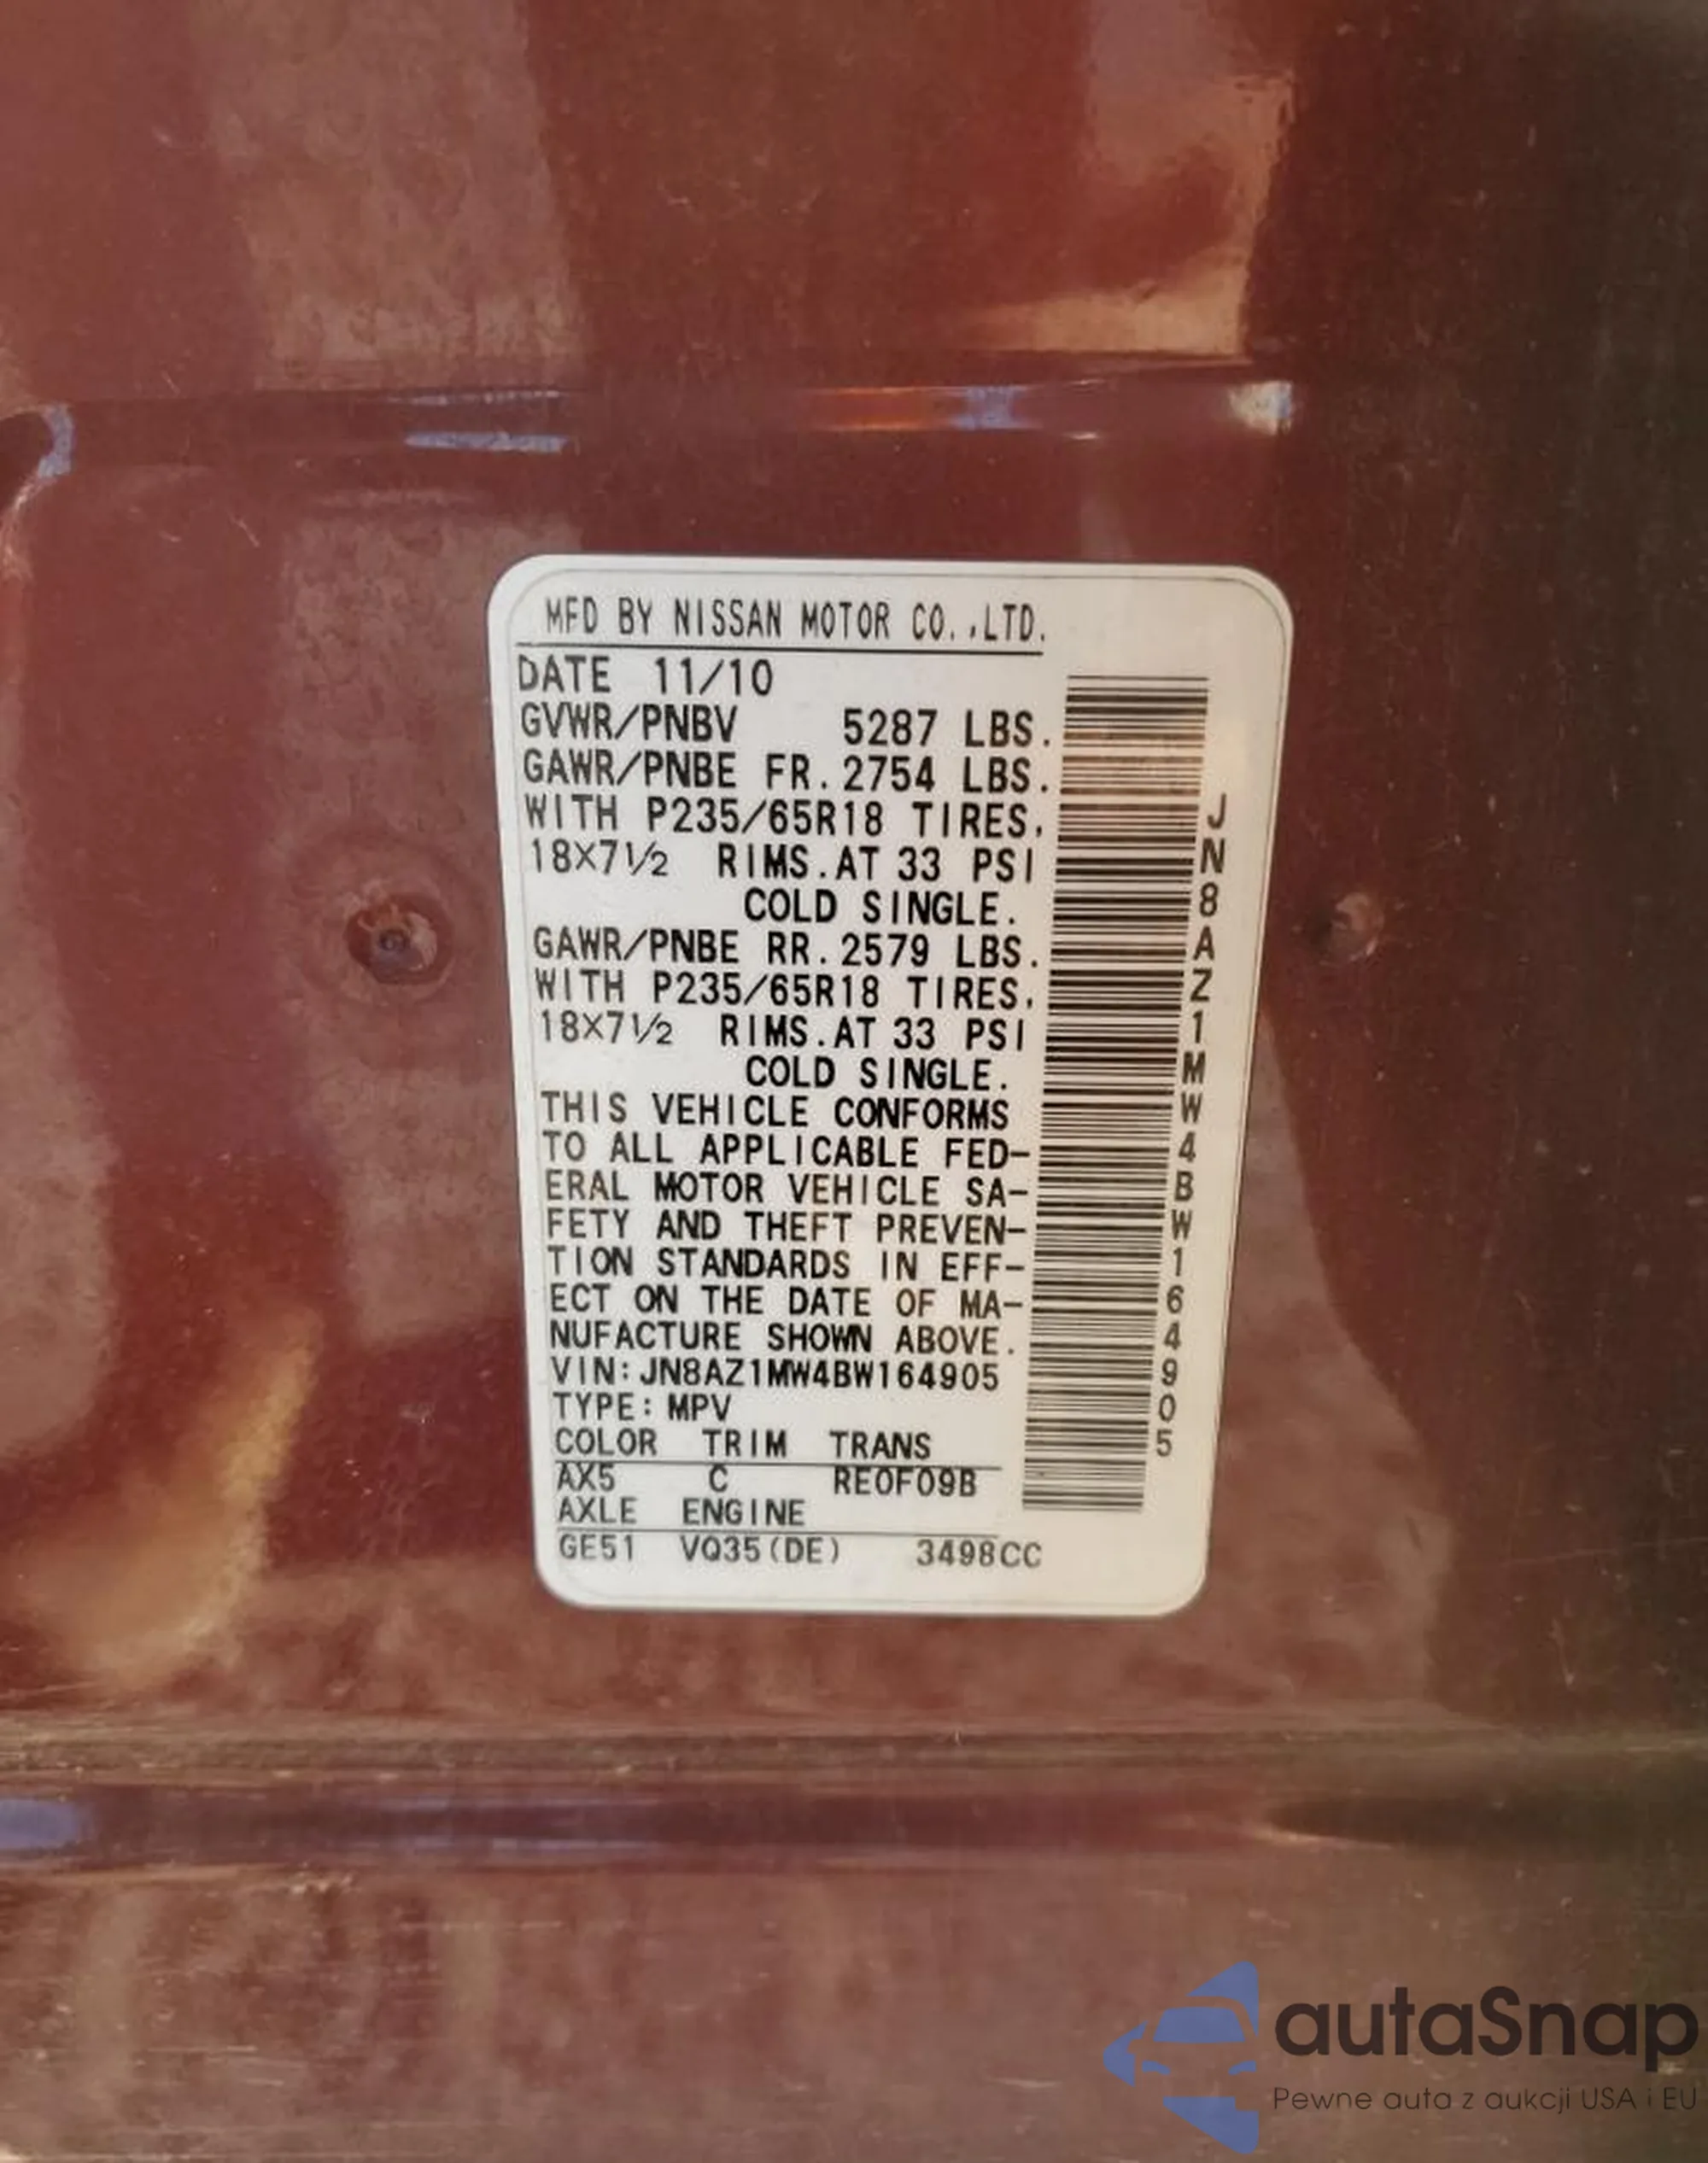 MFD BY NISSAN MOTOR CO.,LTD.
DATE 11/10
GVWR/PNBV 5287 LBS.
GAWR/PNBE FR. 2754 LBS.
WITH P235/65R18 TIRES,
18×7½ RIMS. AT 33 PSI
COLD SINGLE.
GAWR/PNBE RR. 2579 LBS.
WITH P235/65R18 TIRES,
18×7½ RIMS. AT 33 PSI
COLD SINGLE.
THIS VEHICLE CONFORMS
TO ALL APPLICABLE FED-
ERAL MOTOR VEHICLE SA-
FETY AND THEFT PREVEN-
TION STANDARDS IN EFF-
ECT ON THE DATE OF MA-
NUFACTURE SHOWN ABOVE.
VIN: JN8AZ1MW4BW164905
TYPE: MPV
COLOR TRIM TRANS
AX5 C RE0F09B
AXLE ENGINE
GE51 VQ35(DE) 3498CC
JN8AZ1MW4BW164905
autaSnap
Pewne auta z aukcji USA i EU